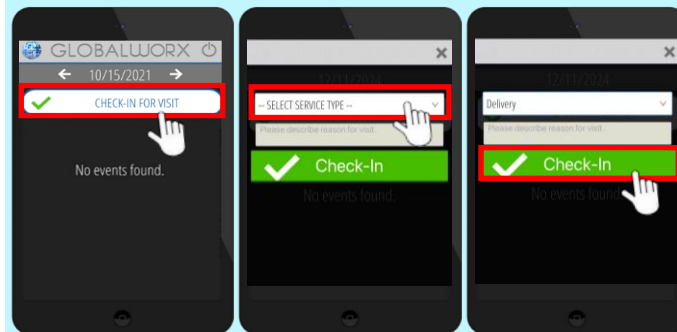 GLOBALWORX
← 10/15/2021 →
CHECK-IN FOR VISIT
No events found.
×
12/11/2024
-- SELECT SERVICE TYPE --
Please describe reason for visit.
Check-In
No events found.
×
12/11/2024
Delivery
Please describe reason for visit.
Check-In
No events found.